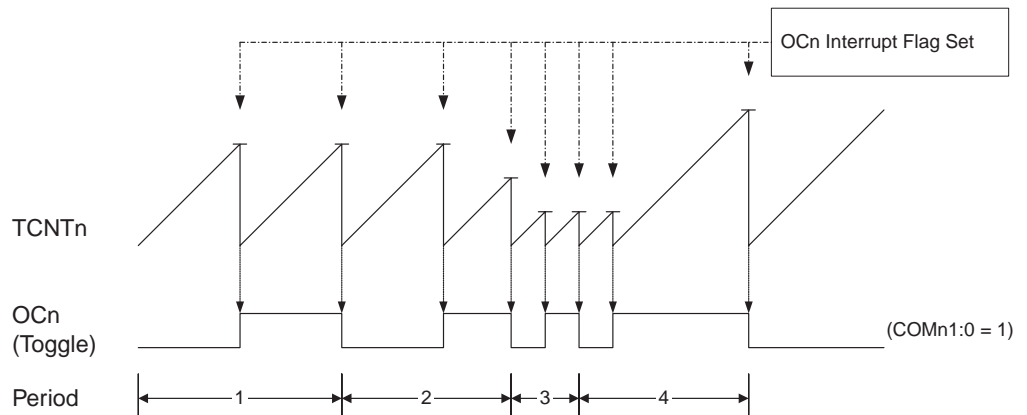 OCn Interrupt Flag Set
TCNTn
OCn
(Toggle)
(COMn1:0 = 1)
Period
1
2
3
4